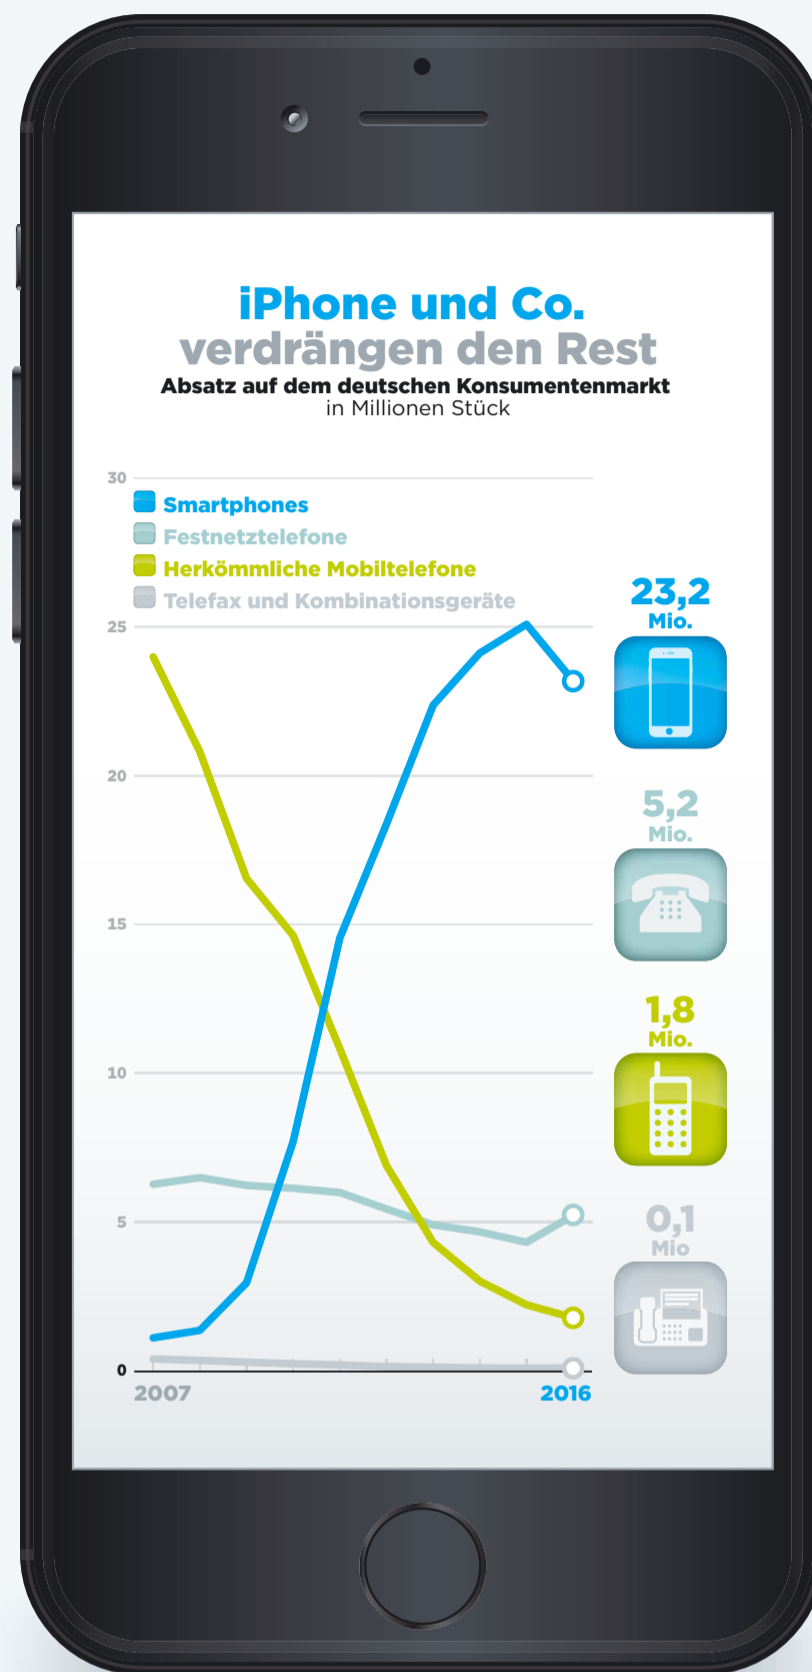 iPhone und Co.
verdrängen den Rest
Absatz auf dem deutschen Konsumentenmarkt
in Millionen Stück
30
Smartphones
Festnetztelefone
Herkömmliche Mobiltelefone
Telefax und Kombinationsgeräte
25
20
15
10
5
0
2007
2016
23,2
Mio.
5,2
Mio.
1,8
Mio.
0,1
Mio